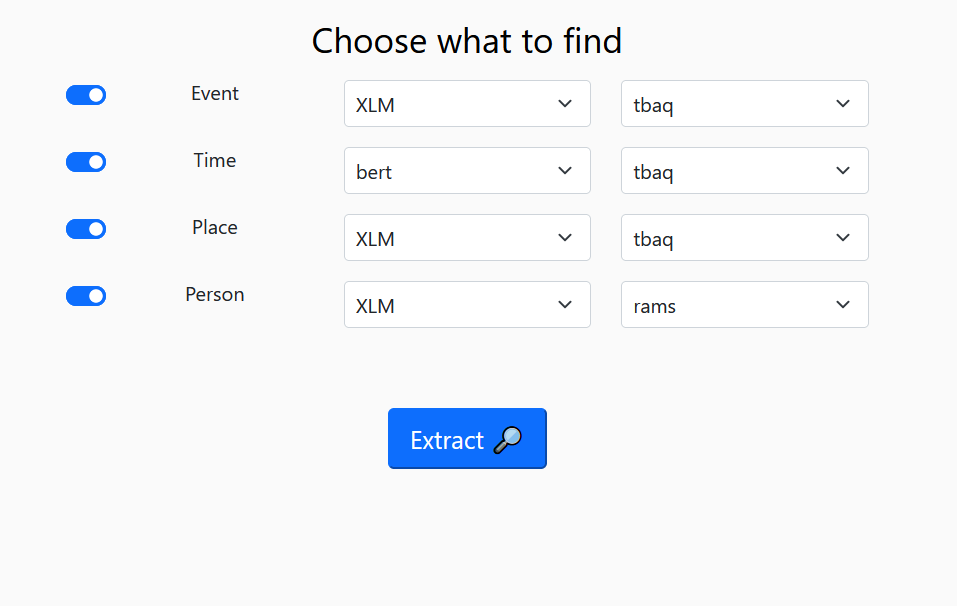 Choose what to find
Event XLM tbaq
Time bert tbaq
Place XLM tbaq
Person XLM rams
Extract